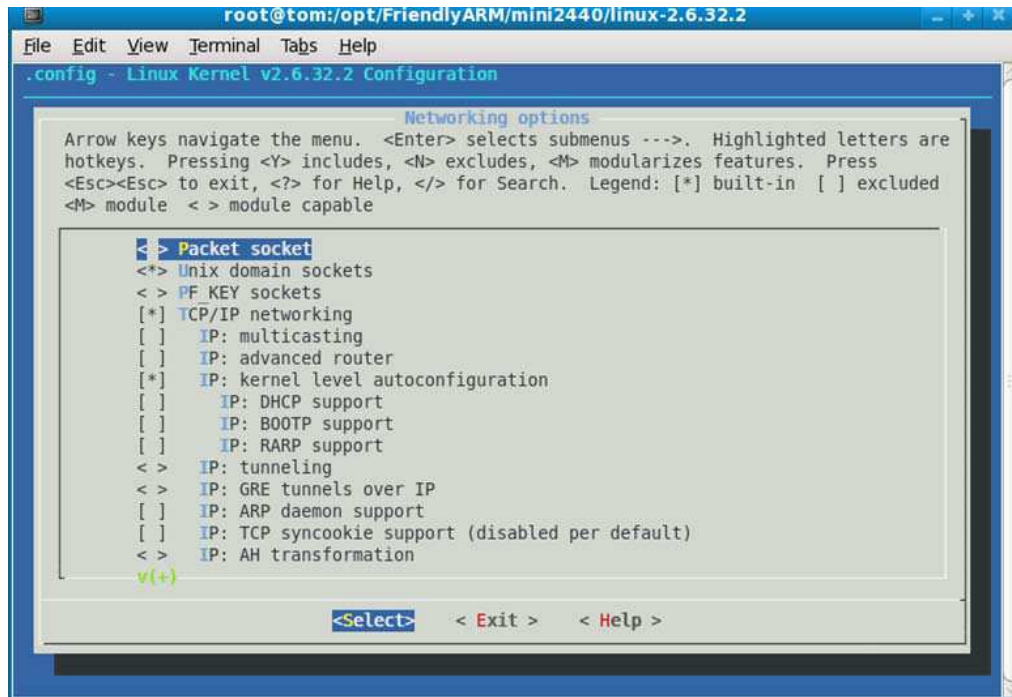 root@tom:/opt/FriendlyARM/mini2440/linux-2.6.32.2
File Edit View Terminal Tabs Help
.config - Linux Kernel v2.6.32.2 Configuration
Networking options
Arrow keys navigate the menu. <Enter> selects submenus --->. Highlighted letters are
hotkeys. Pressing <Y> includes, <N> excludes, <M> modularizes features. Press
<Esc><Esc> to exit, <?> for Help, </> for Search. Legend: [*] built-in [ ] excluded
<M> module < > module capable
< > Packet socket
<*> Unix domain sockets
< > PF_KEY sockets
[*] TCP/IP networking
[ ] IP: multicasting
[ ] IP: advanced router
[*] IP: kernel level autoconfiguration
[ ] IP: DHCP support
[ ] IP: BOOTP support
[ ] IP: RARP support
< > IP: tunneling
< > IP: GRE tunnels over IP
[ ] IP: ARP daemon support
[ ] IP: TCP syncookie support (disabled per default)
< > IP: AH transformation
v(+)
<Select> < Exit > < Help >